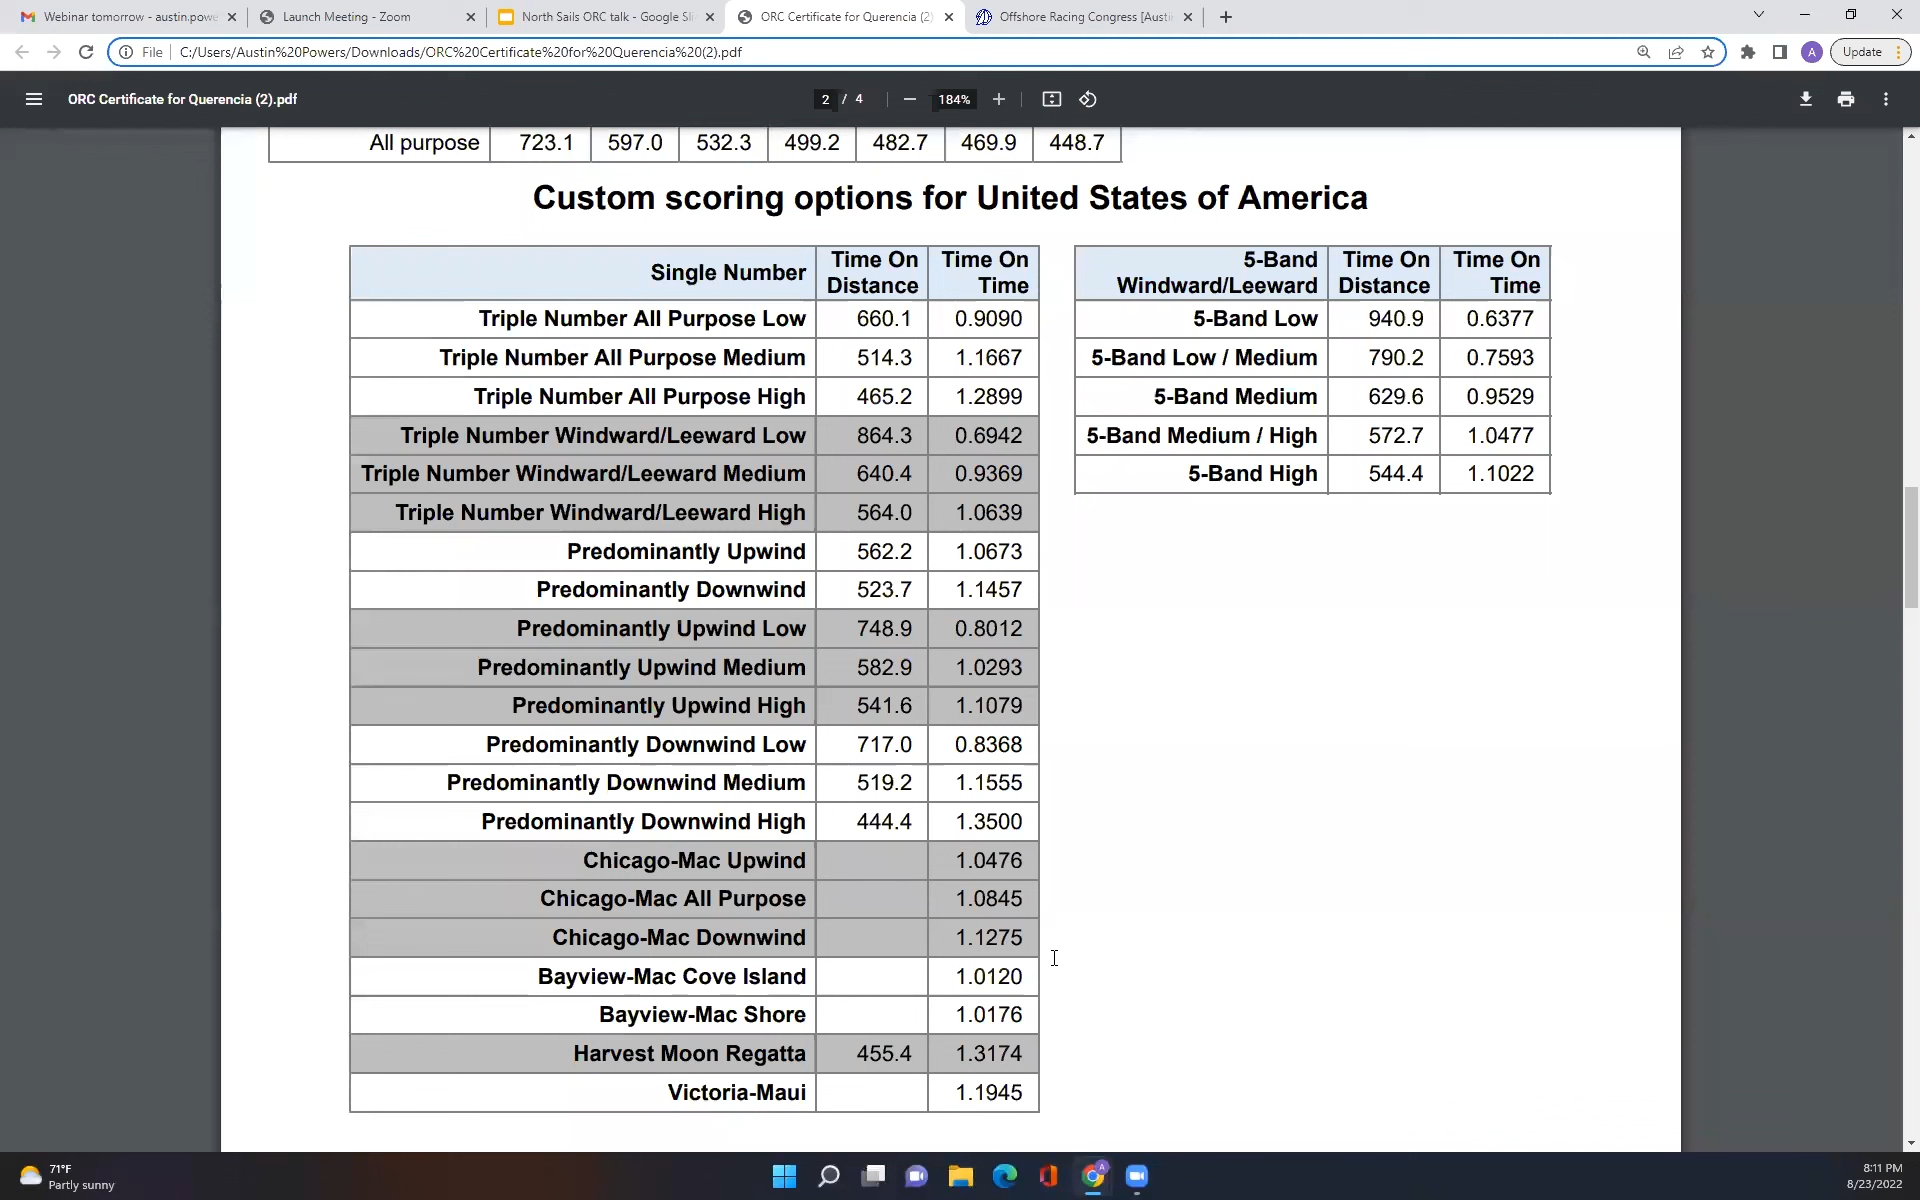 Webinar tomorrow - austin.powe
Launch Meeting - Zoom
North Sails ORC talk - Google Sli
ORC Certificate for Querencia (2)
Offshore Racing Congress [Austi
File C:/Users/Austin%20Powers/Downloads/ORC%20Certificate%20for%20Querencia%20(2).pdf
A
Update
ORC Certificate for Querencia (2).pdf
2 / 4
184%
All purpose 723.1 597.0 532.3 499.2 482.7 469.9 448.7
Custom scoring options for United States of America
Single Number Time On Distance Time On Time
Triple Number All Purpose Low 660.1 0.9090
Triple Number All Purpose Medium 514.3 1.1667
Triple Number All Purpose High 465.2 1.2899
Triple Number Windward/Leeward Low 864.3 0.6942
Triple Number Windward/Leeward Medium 640.4 0.9369
Triple Number Windward/Leeward High 564.0 1.0639
Predominantly Upwind 562.2 1.0673
Predominantly Downwind 523.7 1.1457
Predominantly Upwind Low 748.9 0.8012
Predominantly Upwind Medium 582.9 1.0293
Predominantly Upwind High 541.6 1.1079
Predominantly Downwind Low 717.0 0.8368
Predominantly Downwind Medium 519.2 1.1555
Predominantly Downwind High 444.4 1.3500
Chicago-Mac Upwind 1.0476
Chicago-Mac All Purpose 1.0845
Chicago-Mac Downwind 1.1275
Bayview-Mac Cove Island 1.0120
Bayview-Mac Shore 1.0176
Harvest Moon Regatta 455.4 1.3174
Victoria-Maui 1.1945
5-Band Windward/Leeward Time On Distance Time On Time
5-Band Low 940.9 0.6377
5-Band Low / Medium 790.2 0.7593
5-Band Medium 629.6 0.9529
5-Band Medium / High 572.7 1.0477
5-Band High 544.4 1.1022
71°F
Partly sunny
8:11 PM
8/23/2022